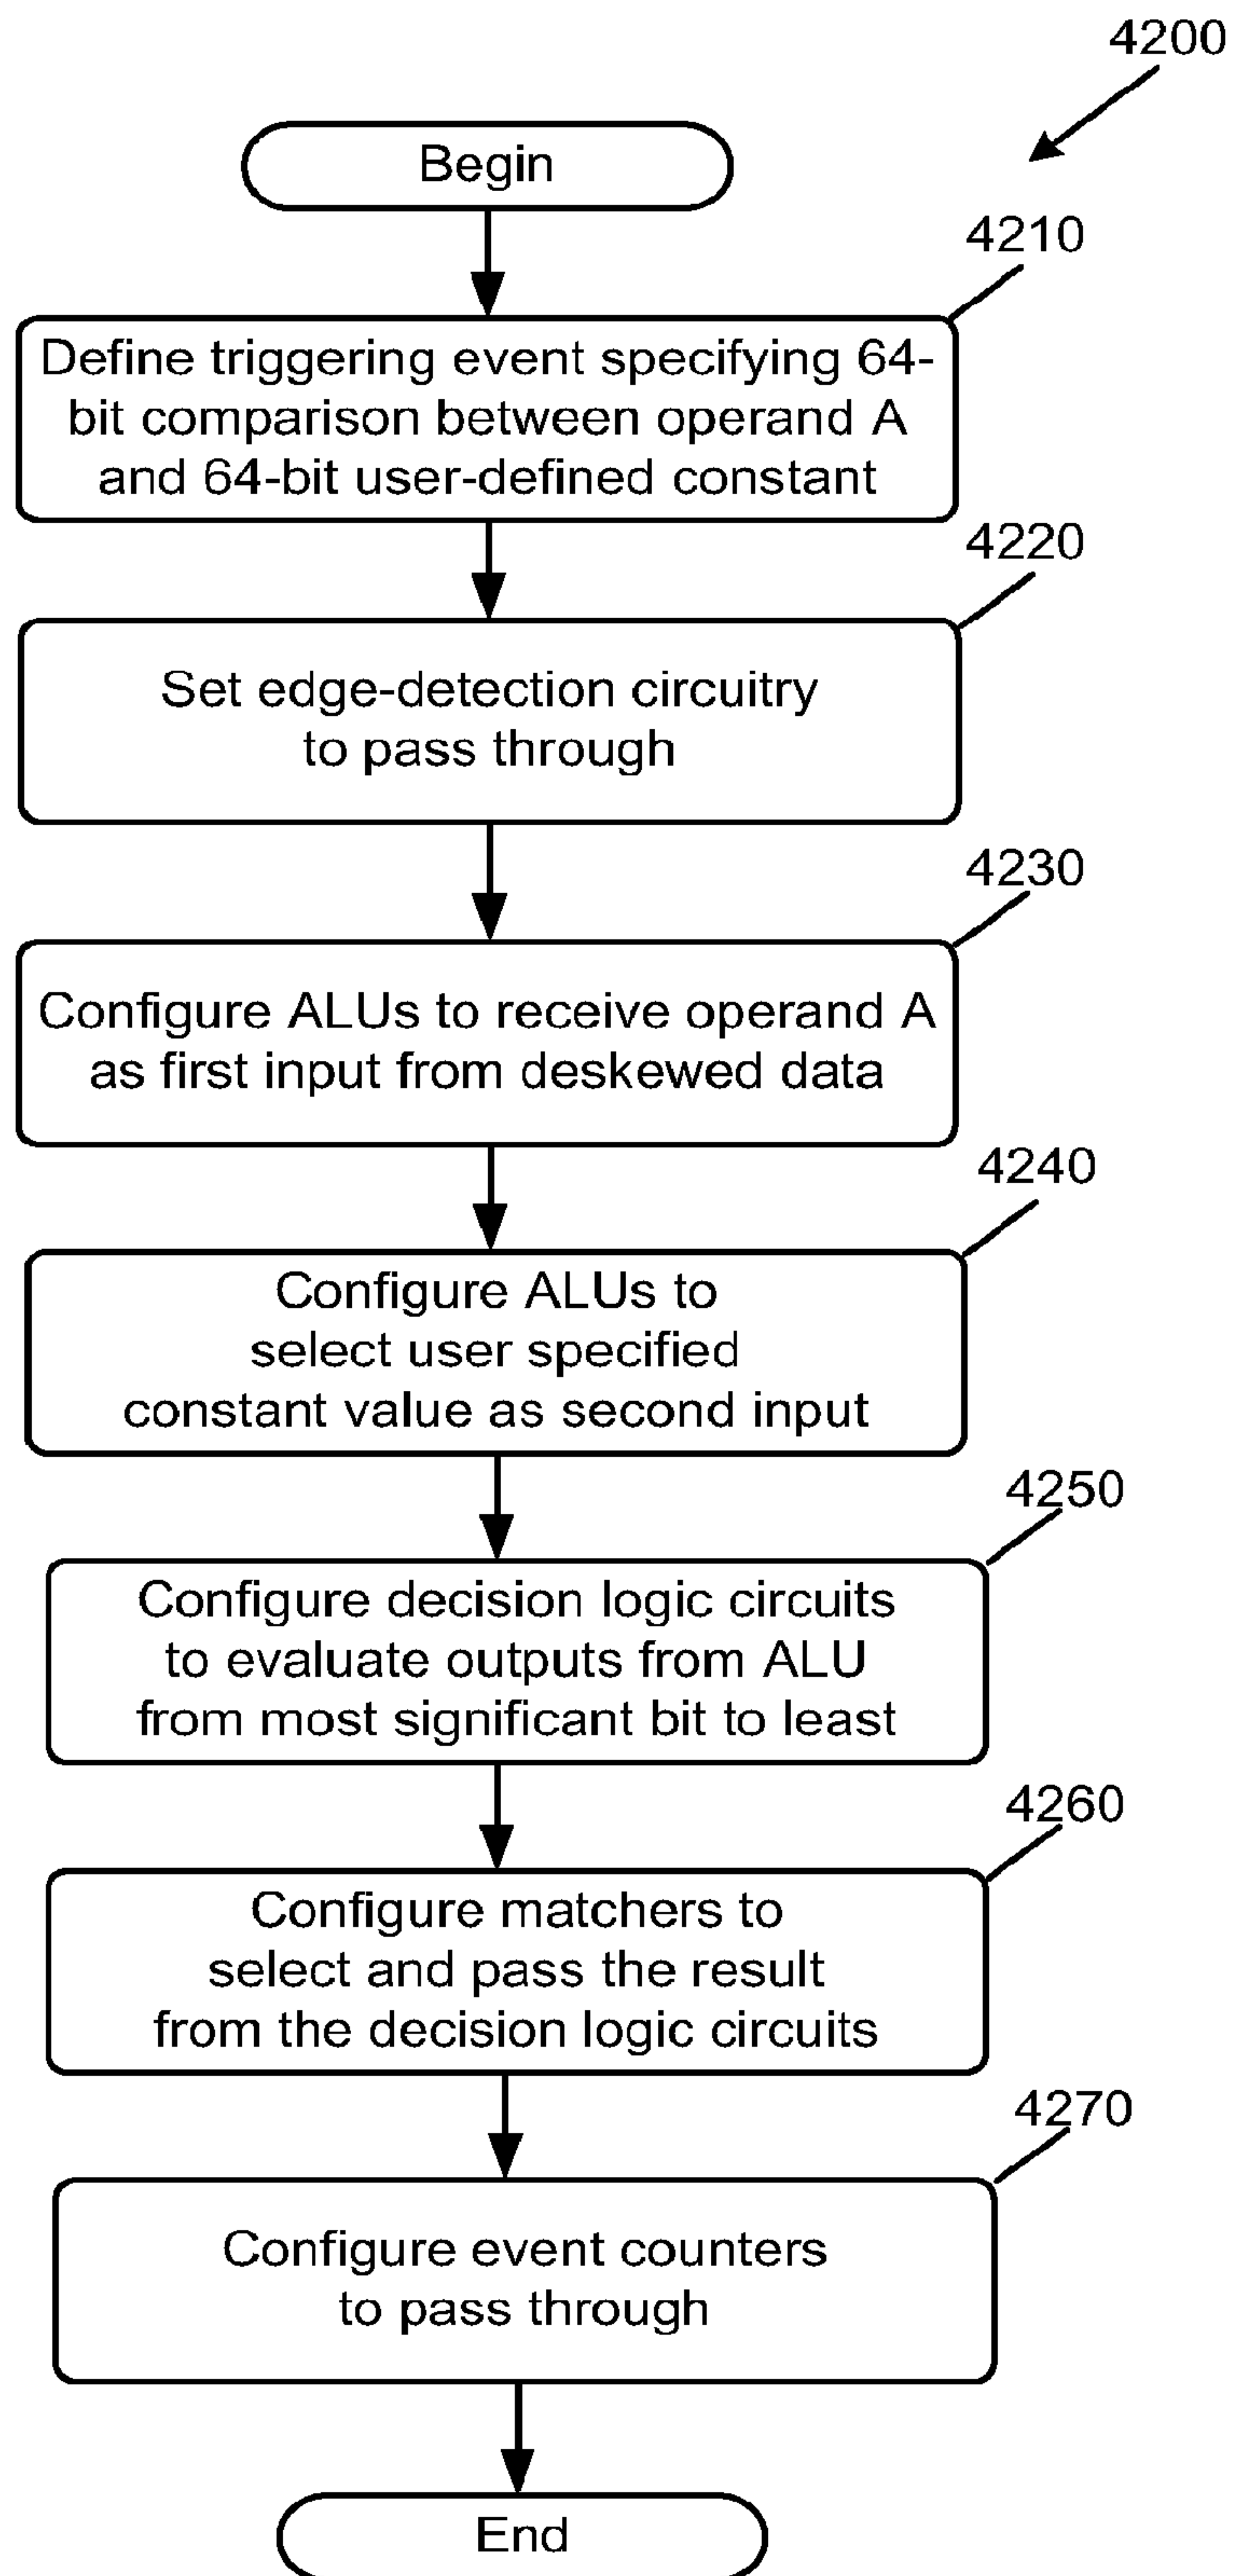 4200
Begin
4210
Define triggering event specifying 64-
bit comparison between operand A
and 64-bit user-defined constant
4220
Set edge-detection circuitry
to pass through
4230
Configure ALUs to receive operand A
as first input from deskewed data
4240
Configure ALUs to
select user specified
constant value as second input
4250
Configure decision logic circuits
to evaluate outputs from ALU
from most significant bit to least
4260
Configure matchers to
select and pass the result
from the decision logic circuits
4270
Configure event counters
to pass through
End